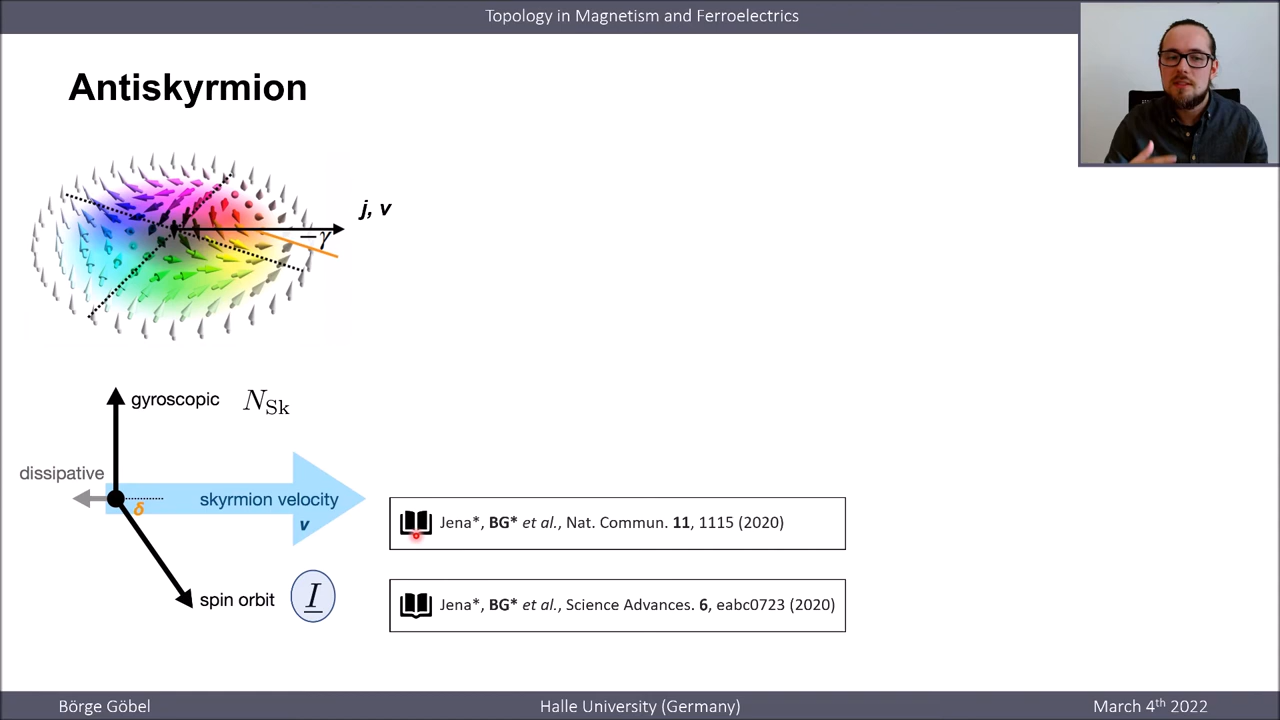 Topology in Magnetism and Ferroelectrics
Antiskyrmion
j, v
−γ
gyroscopic N_Sk
dissipative
δ
skyrmion velocity
v
spin orbit I
Jena*, BG* et al., Nat. Commun. 11, 1115 (2020)
Jena*, BG* et al., Science Advances. 6, eabc0723 (2020)
Börge Göbel
Halle University (Germany)
March 4th 2022